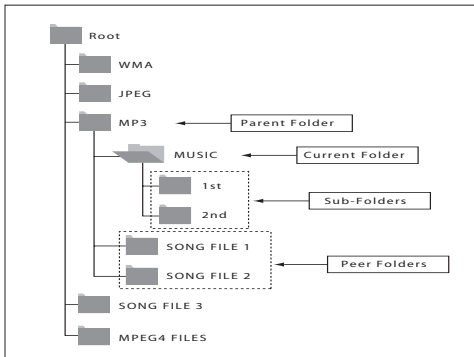 Root
WMA
JPEG
MP3 Parent Folder
MUSIC Current Folder
1st
Sub-Folders
2nd
SONG FILE 1
Peer Folders
SONG FILE 2
SONG FILE 3
MPEG4 FILES